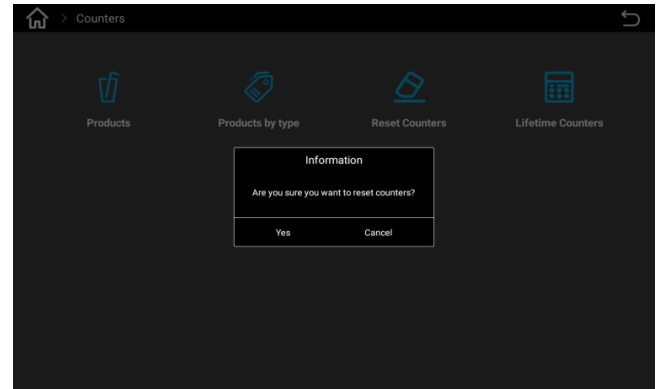 > Counters
Products
Products by type
Reset Counters
Lifetime Counters
Information
Are you sure you want to reset counters?
Yes
Cancel